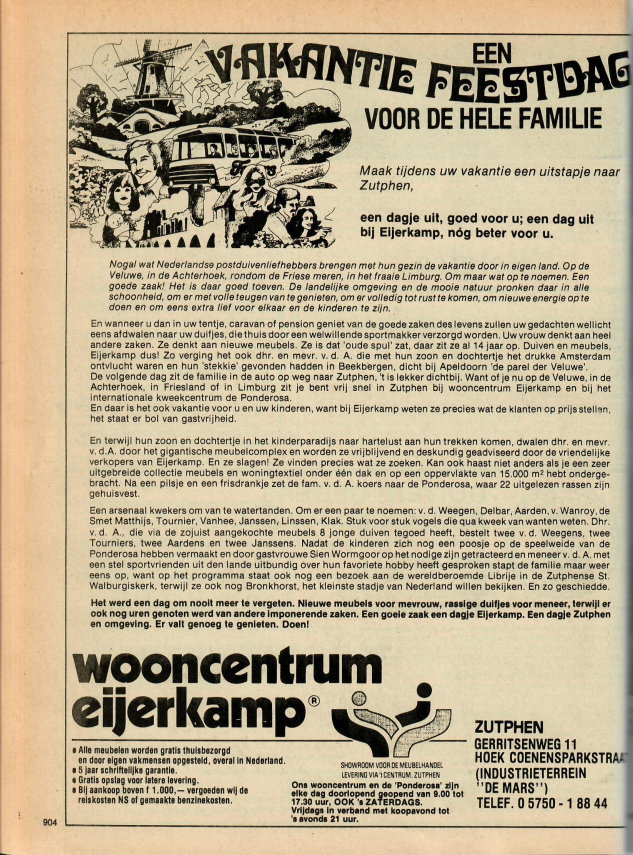 EEN
VAKANTIE FEESTDAG
VOOR DE HELE FAMILIE
Maak tijdens uw vakantie een uitstapje naar
Zutphen,
een dagje uit, goed voor u; een dag uit
bij Eijerkamp, nóg beter voor u.
Nogal wat Nederlandse postduivenliefhebbers brengen met hun gezin de vakantie door in eigen land. Op de
Veluwe, in de Achterhoek, rondom de Friese meren, in het fraaie Limburg. Om maar wat op te noemen. Een
goede zaak! Het is daar goed toeven. De landelijke omgeving en de mooie natuur pronken daar in alle
schoonheid, om er met volle teugen van te genieten, om er volledig tot rust te komen, om nieuwe energie op te
doen en om eens extra lief voor elkaar en de kinderen te zijn.
En wanneer u dan in uw tentje, caravan of pension geniet van de goede zaken des levens zullen uw gedachten wellicht
eens afdwalen naar uw duifjes, die thuis door een welwillende sportmakker verzorgd worden. Uw vrouw denkt aan heel
andere zaken. Ze denkt aan nieuwe meubels. Ze is dat 'oude spul' zat, daar zit ze al 14 jaar op. Duiven en meubels,
Eijerkamp dus! Zo verging het ook dhr. en mevr. v. d. A. die met hun zoon en dochtertje het drukke Amsterdam
ontvlucht waren en hun 'stekkie' gevonden hadden in Beekbergen, dicht bij Apeldoorn 'de parel der Veluwe'.
De volgende dag zit de familie in de auto op weg naar Zutphen, 't is lekker dichtbij. Want of je nu op de Veluwe, in de
Achterhoek, in Friesland of in Limburg zit je bent vrij snel in Zutphen bij wooncentrum Eijerkamp en bij het
internationale kweekcentrum de Ponderosa.
En daar is het ook vakantie voor u en uw kinderen, want bij Eijerkamp weten ze precies wat de klanten op prijs stellen,
het staat er bol van gastvrijheid.
En terwijl hun zoon en dochtertje in het kinderparadijs naar hartelust aan hun trekken komen, dwalen dhr. en mevr.
v. d.A. door het gigantische meubelcomplex en worden ze vrijblijvend en deskundig geadviseerd door de vriendelijke
verkopers van Eijerkamp. En ze slagen! Ze vinden precies wat ze zoeken. Kan ook haast niet anders als je een zeer
uitgebreide collectie meubels en woningtextiel onder één dak en op een oppervlakte van 15.000 m² hebt onderge-
bracht. Na een pilsje en een frisdrankje zet de fam. v. d. A. koers naar de Ponderosa, waar 22 uitgelezen rassen zijn
gehuisvest.
Een arsenaal kwekers om van te watertanden. Om er een paar te noemen: v. d. Weegen, Delbar, Aarden, v. Wanroy, de
Smet Matthijs, Tournier, Vanhee, Janssen, Linssen, Klak. Stuk voor stuk vogels die qua kweek van wanten weten. Dhr.
v. d. A., die via de zojuist aangekochte meubels 8 jonge duiven tegoed heeft, bestelt twee v. d. Weegens, twee
Tourniers, twee Aardens en twee Janssens. Nadat de kinderen zich nog een poosje op de speelweide van de
Ponderosa hebben vermaakt en door gastvrouwe Sien Wormgoor op het nodige zijn getracteerd en meneer v. d. A. met
een stel sportvrienden uit den lande uitbundig over hun favoriete hobby heeft gesproken stapt de familie maar weer
eens op, want op het programma staat ook nog een bezoek aan de wereldberoemde Librije in de Zutphense St.
Walburgiskerk, terwijl ze ook nog Bronkhorst, het kleinste stadje van Nederland willen bekijken. En zo geschiedde.
Het werd een dag om nooit meer te vergeten. Nieuwe meubels voor mevrouw, rassige duifjes voor meneer, terwijl er
ook nog uren genoten werd van andere imponerende zaken. Een goeie zaak een dagje Eijerkamp. Een dagje Zutphen
en omgeving. Er valt genoeg te genieten. Doen!
wooncentrum
eijerkamp®
• Alle meubelen worden gratis thuisbezorgd
en door eigen vakmensen opgesteld, overal in Nederland.
• 5 jaar schriftelijke garantie.
• Gratis opslag voor latere levering.
• Bij aankoop boven f 1.000,— vergoeden wij de
reiskosten NS of gemaakte benzinekosten.
SHOWROOM VOOR DE MEUBELHANDEL
LEVERING VIA 't CENTRUM, ZUTPHEN
Ons wooncentrum en de 'Ponderosa' zijn
elke dag doorlopend geopend van 9.00 tot
17.30 uur, OOK 's ZATERDAGS.
Vrijdags in verband met koopavond tot
's avonds 21 uur.
ZUTPHEN
GERRITSENWEG 11
HOEK COENENSPARKSTRAA
(INDUSTRIETERREIN
"DE MARS")
TELEF. 0 5750 - 1 88 44
904